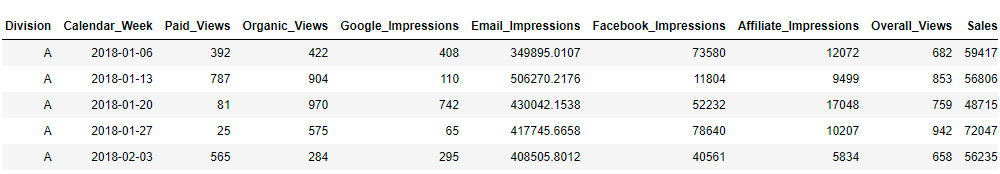 Division Calendar_Week Paid_Views Organic_Views Google_Impressions Email_Impressions Facebook_Impressions Affiliate_Impressions Overall_Views Sales
A 2018-01-06 392 422 408 349895.0107 73580 12072 682 59417
A 2018-01-13 787 904 110 506270.2176 11804 9499 853 56806
A 2018-01-20 81 970 742 430042.1538 52232 17048 759 48715
A 2018-01-27 25 575 65 417745.6658 78640 10207 942 72047
A 2018-02-03 565 284 295 408505.8012 40561 5834 658 56235